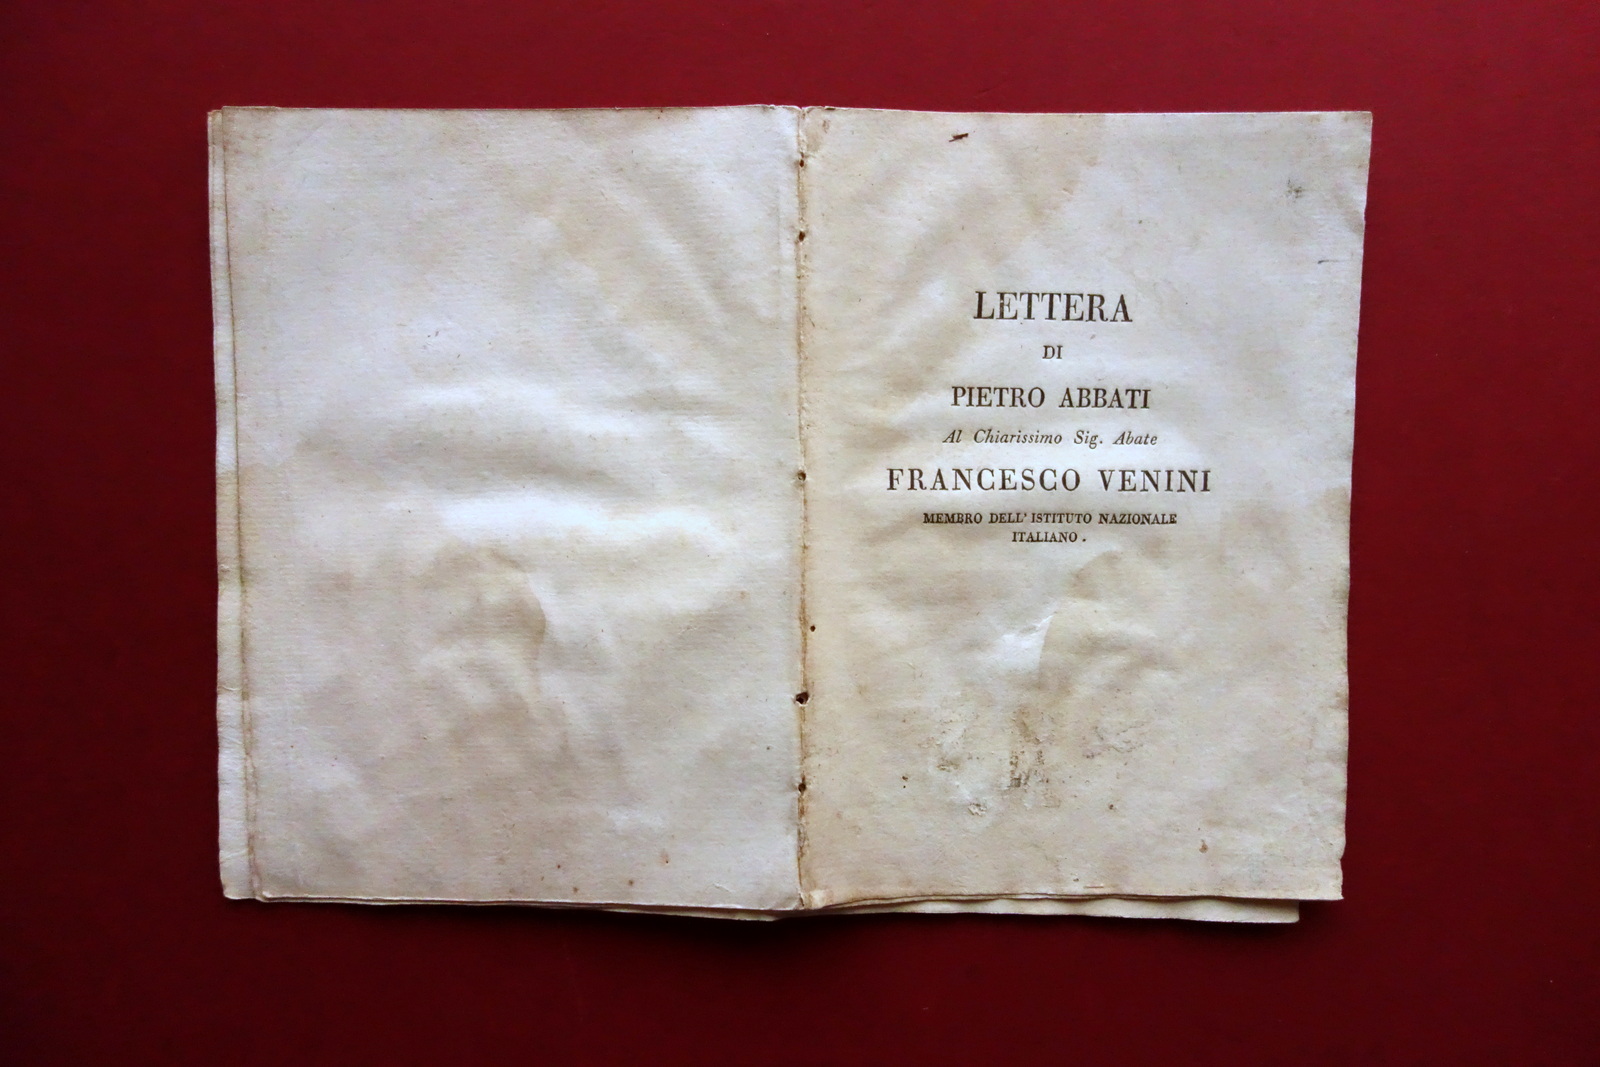 LETTERA
DI
PIETRO ABBATI
Al Chiarissimo Sig. Abate
FRANCESCO VENINI
MEMBRO DELL' ISTITUTO NAZIONALE
ITALIANO .